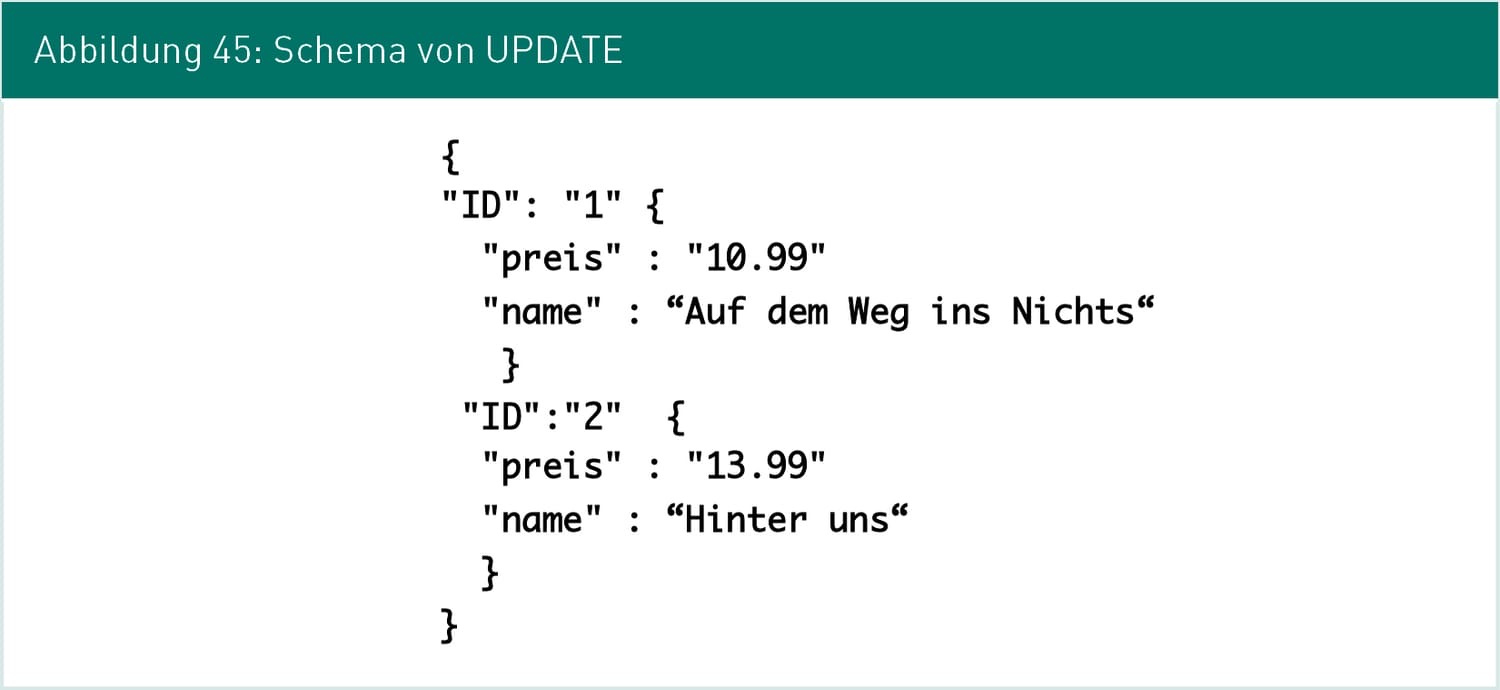 Abbildung 45: Schema von UPDATE
{
"ID": "1" {
"preis" : "10.99"
"name" : “Auf dem Weg ins Nichts“
}
"ID":"2" {
"preis" : "13.99"
"name" : “Hinter uns“
}
}